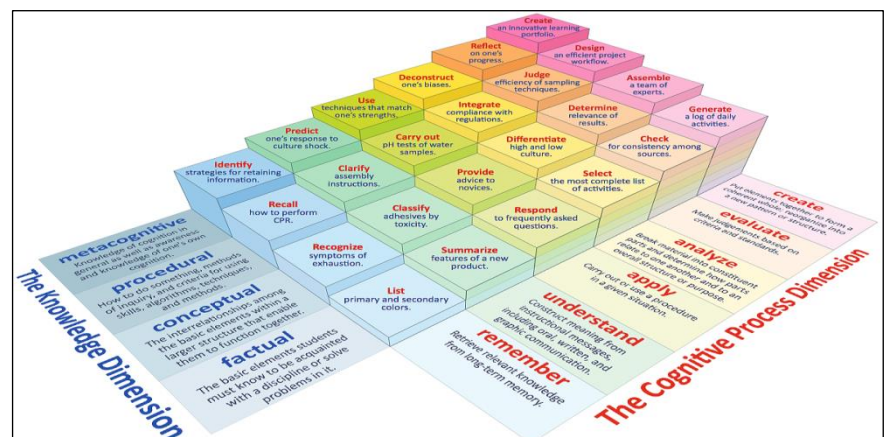 Create
an innovative learning
portfolio.
Reflect
on one's
progress.
Design
an efficient project
workflow.
Deconstruct
one's biases.
Judge
efficiency of sampling
techniques.
Assemble
a team of
experts.
Use
techniques that match
one's strengths.
Integrate
compliance with
regulations.
Determine
relevance of
results.
Generate
a log of daily
activities.
Predict
one's response to
culture shock.
Carry out
pH tests of water
samples.
Differentiate
high and low
culture.
Check
for consistency among
sources.
Identify
strategies for retaining
information.
Clarify
assembly
instructions.
Provide
advice to
novices.
Select
the most complete list
of activities.
Recall
how to perform
CPR.
Classify
adhesives by
toxicity.
Respond
to frequently asked
questions.
Recognize
symptoms of
exhaustion.
Summarize
features of a new
product.
List
primary and secondary
colors.
The Knowledge Dimension
metacognitive
Knowledge of cognition in
general as well as awareness
and knowledge of one's own
cognition.
procedural
How to do something, methods
of inquiry, and criteria for using
skills, algorithms, techniques,
and methods.
conceptual
The interrelationships among
the basic elements within a
larger structure that enable
them to function together.
factual
The basic elements students
must know to be acquainted
with a discipline or solve
problems in it.
The Cognitive Process Dimension
create
Put elements together to form a
coherent whole; reorganize into
a new pattern or structure.
evaluate
Make judgements based on
criteria and standards.
analyze
Break material into constituent
parts and determine how parts
relate to one another and to an
overall structure or purpose.
apply
Carry out or use a procedure
in a given situation.
understand
Construct meaning from
instructional messages,
including oral, written, and
graphic communication.
remember
Retrieve relevant knowledge
from long-term memory.